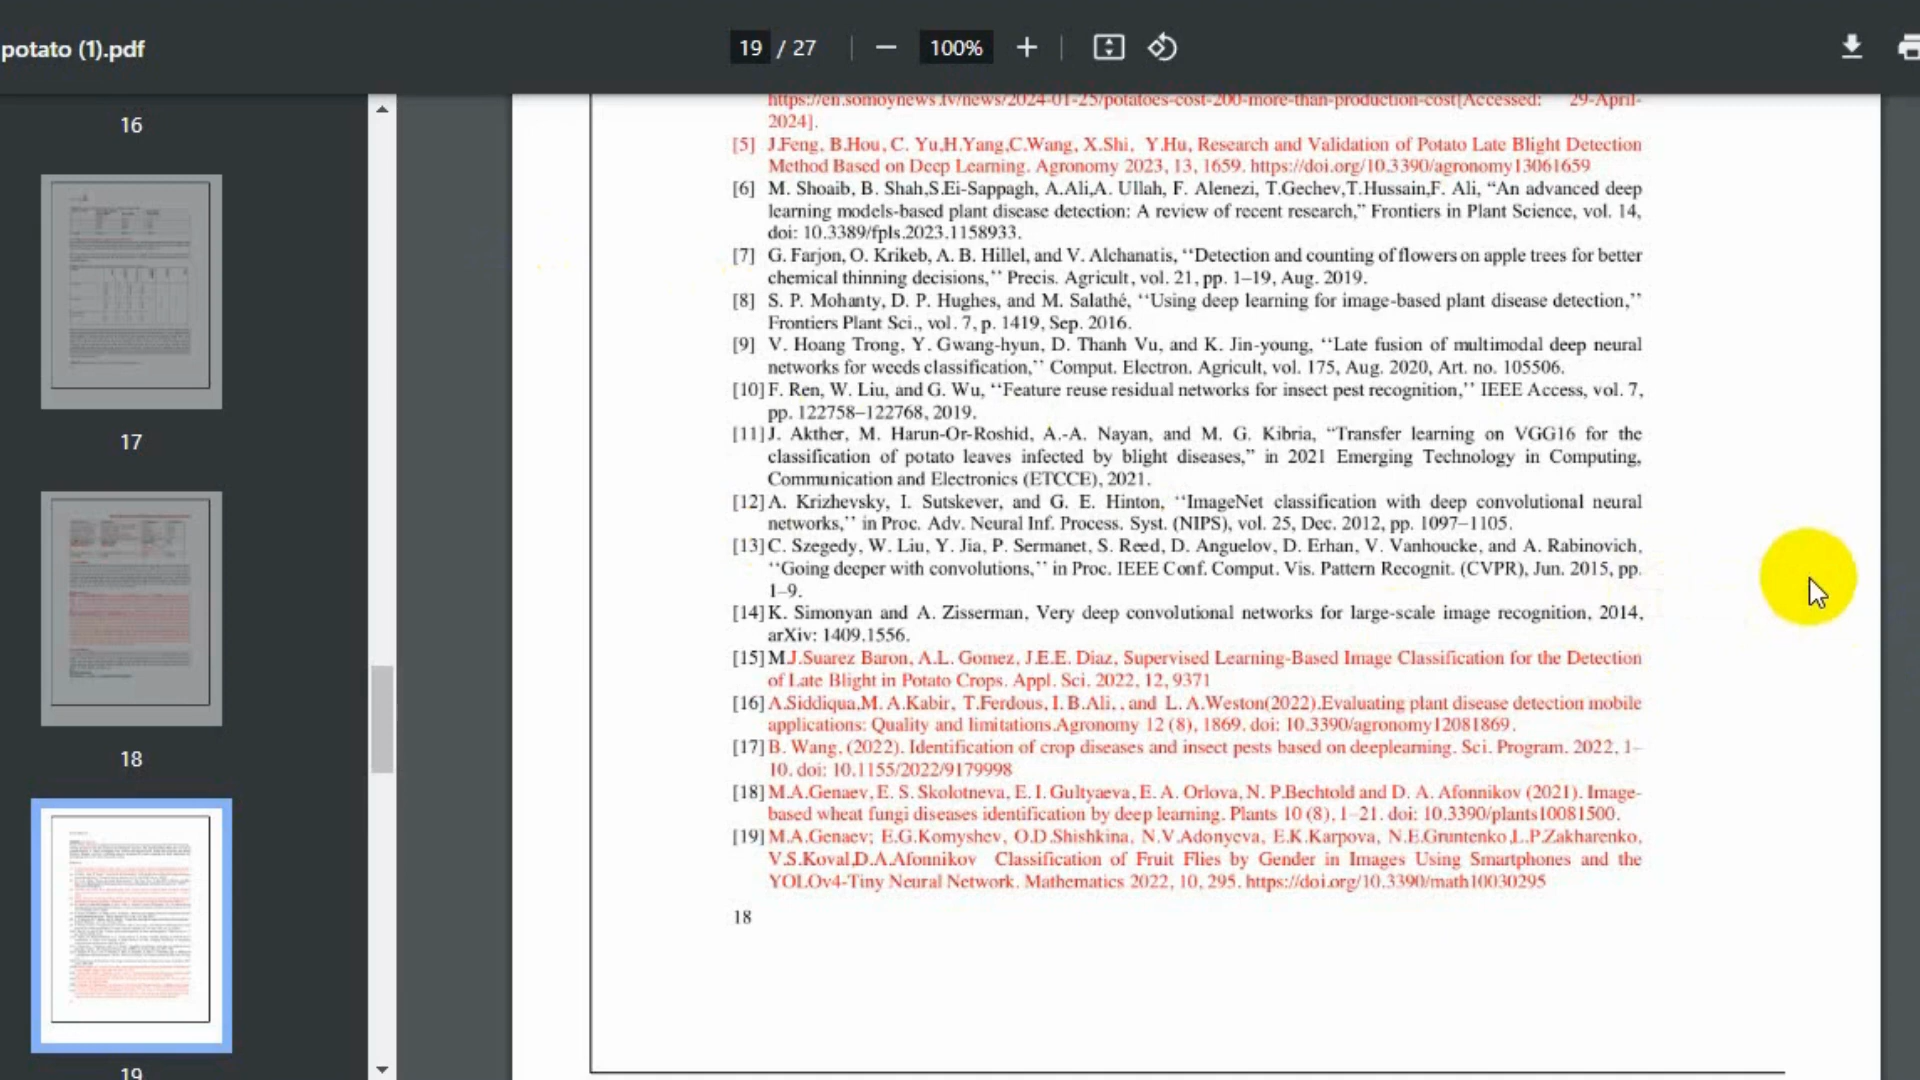 potato (1).pdf
19 / 27
100%
16
17
18
19
https://en.somoynews.tv/news/2024-01-25/potatoes-cost-200-more-than-production-cost[Accessed: 29-April-
2024].
[5] J.Feng, B.Hou, C. Yu,H.Yang,C.Wang, X.Shi, Y.Hu, Research and Validation of Potato Late Blight Detection
Method Based on Deep Learning. Agronomy 2023, 13, 1659. https://doi.org/10.3390/agronomy13061659
[6] M. Shoaib, B. Shah,S.Ei-Sappagh, A.Ali,A. Ullah, F. Alenezi, T.Gechev,T.Hussain,F. Ali, “An advanced deep
learning models-based plant disease detection: A review of recent research,” Frontiers in Plant Science, vol. 14,
doi: 10.3389/fpls.2023.1158933.
[7] G. Farjon, O. Krikeb, A. B. Hillel, and V. Alchanatis, ‘‘Detection and counting of flowers on apple trees for better
chemical thinning decisions,’’ Precis. Agricult, vol. 21, pp. 1–19, Aug. 2019.
[8] S. P. Mohanty, D. P. Hughes, and M. Salathé, ‘‘Using deep learning for image-based plant disease detection,’’
Frontiers Plant Sci., vol. 7, p. 1419, Sep. 2016.
[9] V. Hoang Trong, Y. Gwang-hyun, D. Thanh Vu, and K. Jin-young, ‘‘Late fusion of multimodal deep neural
networks for weeds classification,’’ Comput. Electron. Agricult, vol. 175, Aug. 2020, Art. no. 105506.
[10] F. Ren, W. Liu, and G. Wu, ‘‘Feature reuse residual networks for insect pest recognition,’’ IEEE Access, vol. 7,
pp. 122758–122768, 2019.
[11] J. Akther, M. Harun-Or-Roshid, A.-A. Nayan, and M. G. Kibria, “Transfer learning on VGG16 for the
classification of potato leaves infected by blight diseases,” in 2021 Emerging Technology in Computing,
Communication and Electronics (ETCCE), 2021.
[12] A. Krizhevsky, I. Sutskever, and G. E. Hinton, ‘‘ImageNet classification with deep convolutional neural
networks,’’ in Proc. Adv. Neural Inf. Process. Syst. (NIPS), vol. 25, Dec. 2012, pp. 1097–1105.
[13] C. Szegedy, W. Liu, Y. Jia, P. Sermanet, S. Reed, D. Anguelov, D. Erhan, V. Vanhoucke, and A. Rabinovich,
‘‘Going deeper with convolutions,’’ in Proc. IEEE Conf. Comput. Vis. Pattern Recognit. (CVPR), Jun. 2015, pp.
1–9.
[14] K. Simonyan and A. Zisserman, Very deep convolutional networks for large-scale image recognition, 2014,
arXiv: 1409.1556.
[15] M.J.Suarez Baron, A.L. Gomez, J.E.E. Diaz, Supervised Learning-Based Image Classification for the Detection
of Late Blight in Potato Crops. Appl. Sci. 2022, 12, 9371
[16] A.Siddiqua,M. A.Kabir, T.Ferdous, I. B.Ali, , and L. A.Weston(2022).Evaluating plant disease detection mobile
applications: Quality and limitations.Agronomy 12 (8), 1869. doi: 10.3390/agronomy12081869.
[17] B. Wang, (2022). Identification of crop diseases and insect pests based on deeplearning. Sci. Program. 2022, 1–
10. doi: 10.1155/2022/9179998
[18] M.A.Genaev, E. S. Skolotneva, E. I. Gultyaeva, E. A. Orlova, N. P.Bechtold and D. A. Afonnikov (2021). Image-
based wheat fungi diseases identification by deep learning. Plants 10 (8), 1–21. doi: 10.3390/plants10081500.
[19] M.A.Genaev; E.G.Komyshev, O.D.Shishkina, N.V.Adonyeva, E.K.Karpova, N.E.Gruntenko,L.P.Zakharenko,
V.S.Koval,D.A.Afonnikov Classification of Fruit Flies by Gender in Images Using Smartphones and the
YOLOv4-Tiny Neural Network. Mathematics 2022, 10, 295. https://doi.org/10.3390/math10030295
18